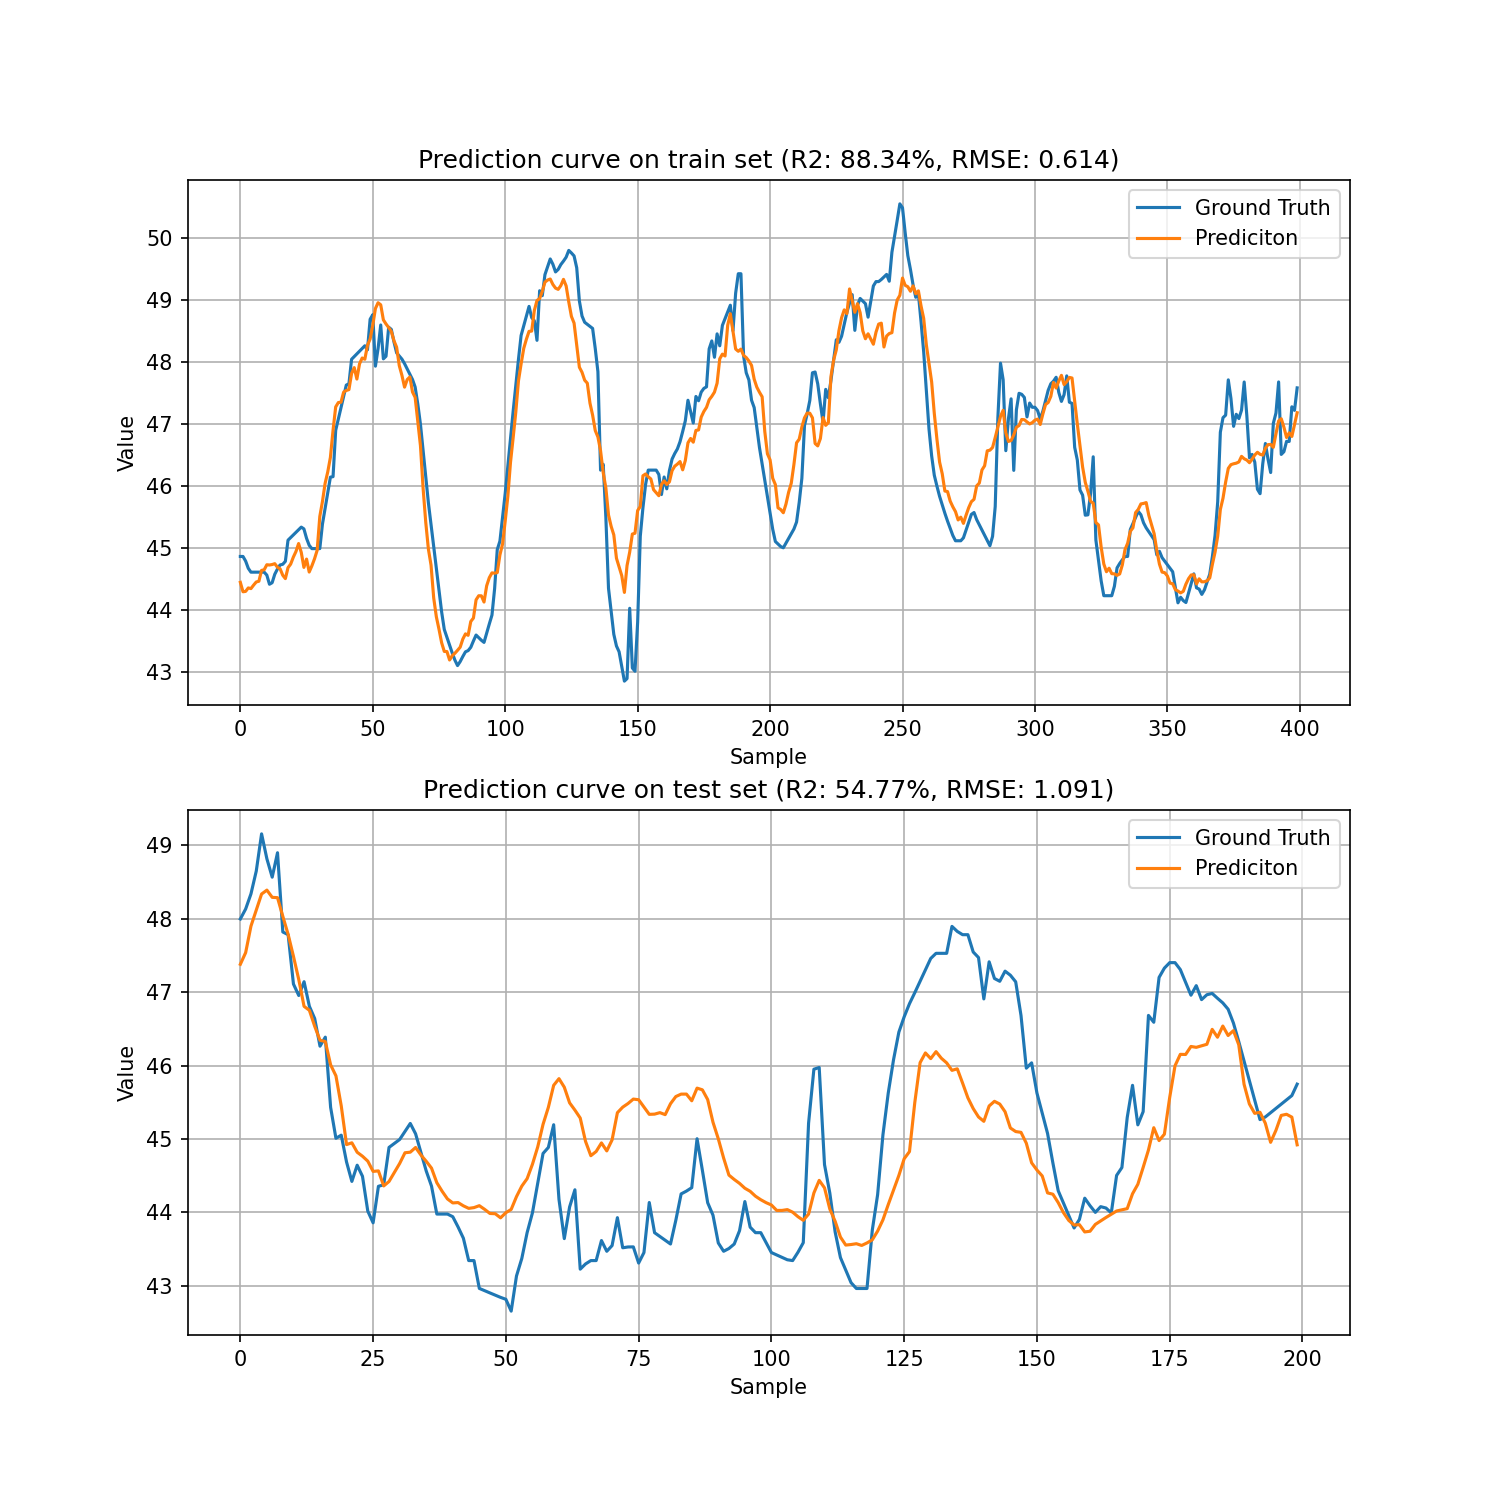 Prediction curve on train set (R2: 88.34%, RMSE: 0.614)
Ground Truth
Prediciton
50
49
48
47
46
45
44
43
Value
0 50 100 150 200 250 300 350 400
Sample
Prediction curve on test set (R2: 54.77%, RMSE: 1.091)
Ground Truth
Prediciton
49
48
47
46
45
44
43
Value
0 25 50 75 100 125 150 175 200
Sample